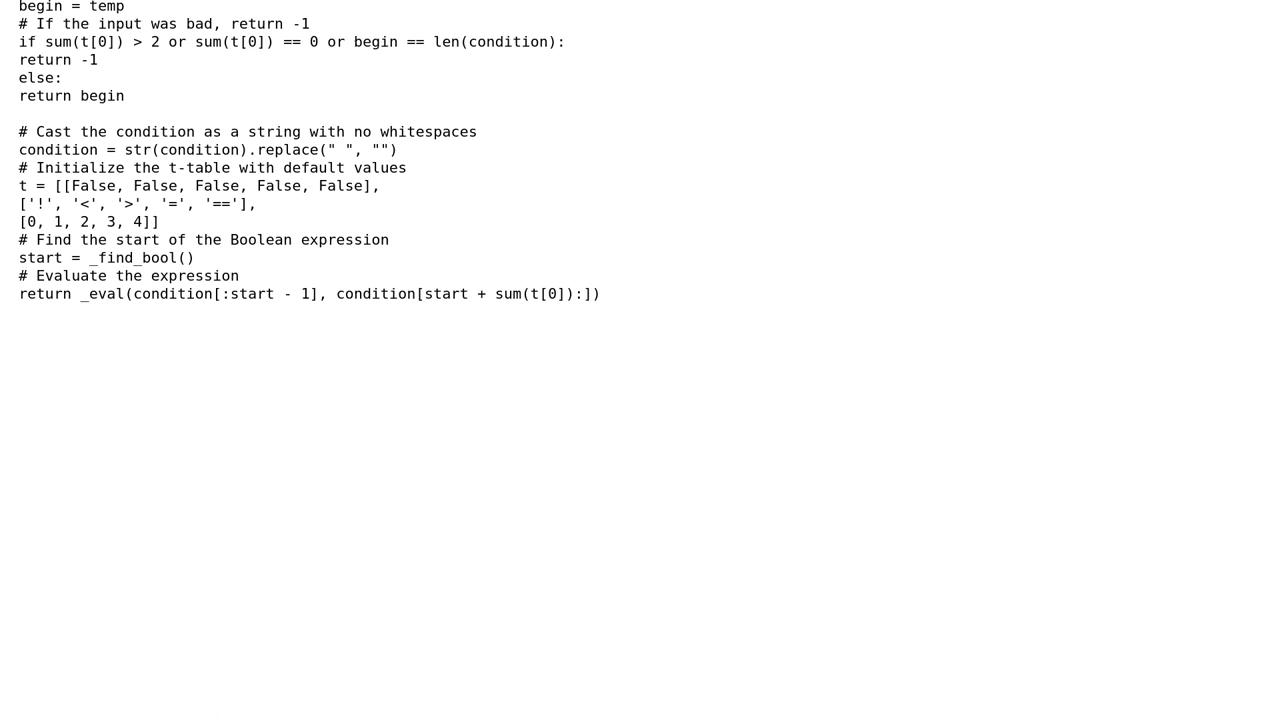 begin = temp
# If the input was bad, return -1
if sum(t[0]) > 2 or sum(t[0]) == 0 or begin == len(condition):
return -1
else:
return begin

# Cast the condition as a string with no whitespaces
condition = str(condition).replace(" ", "")
# Initialize the t-table with default values
t = [[False, False, False, False, False],
['!', '<', '>', '=', '=='],
[0, 1, 2, 3, 4]]
# Find the start of the Boolean expression
start = _find_bool()
# Evaluate the expression
return _eval(condition[:start - 1], condition[start + sum(t[0]):])